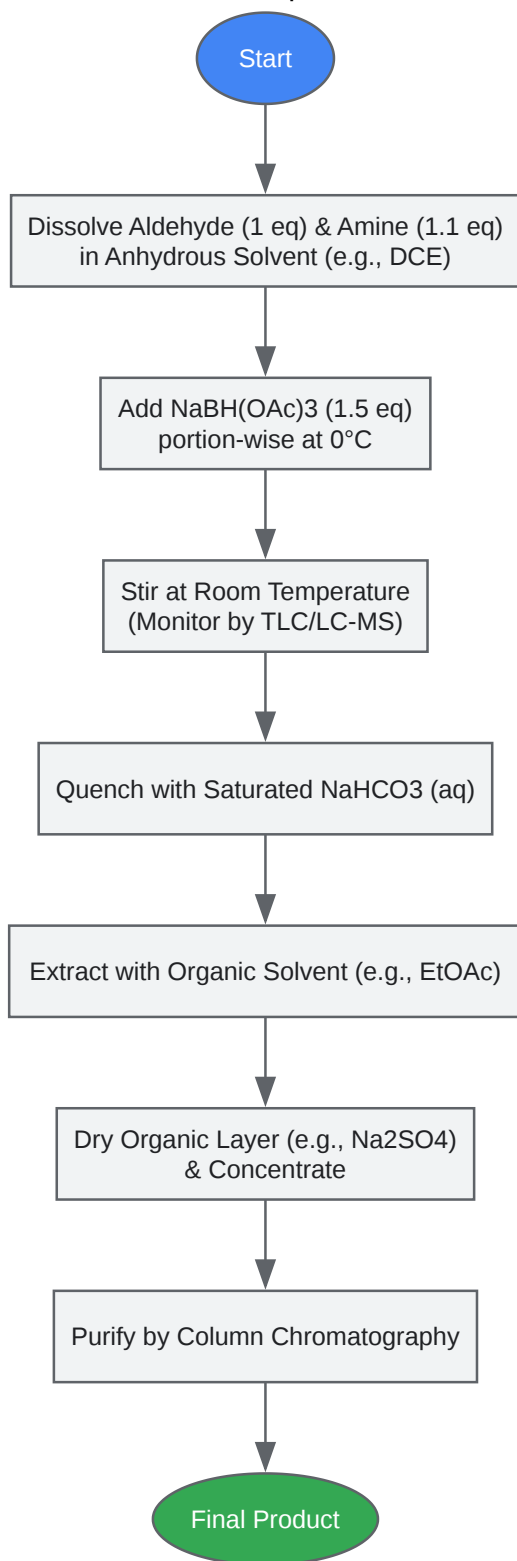 Start
Dissolve Aldehyde (1 eq) & Amine (1.1 eq)
in Anhydrous Solvent (e.g., DCE)
Add NaBH(OAc)3 (1.5 eq)
portion-wise at 0°C
Stir at Room Temperature
(Monitor by TLC/LC-MS)
Quench with Saturated NaHCO3 (aq)
Extract with Organic Solvent (e.g., EtOAc)
Dry Organic Layer (e.g., Na2SO4)
& Concentrate
Purify by Column Chromatography
Final Product